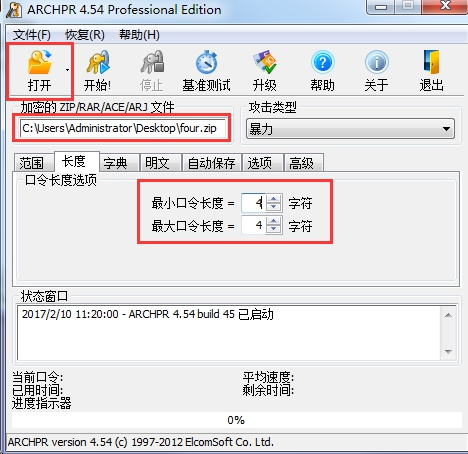 ARCHPR 4.54 Professional Edition
文件(F) 恢复(R) 帮助(H)
打开 开始! 停止 基准测试 升级 帮助 关于 退出
加密的 ZIP/RAR/ACE/ARJ 文件 攻击类型
C:\Users\Administrator\Desktop\four.zip 暴力
范围 长度 字典 明文 自动保存 选项 高级
口令长度选项
最小口令长度 = 4 字符
最大口令长度 = 4 字符
状态窗口
2017/2/10 11:20:00 - ARCHPR 4.54 build 45 已启动
当前口令: 平均速度:
已用时间: 剩余时间:
进度指示器
0%
ARCHPR version 4.54 (c) 1997-2012 ElcomSoft Co. Ltd.